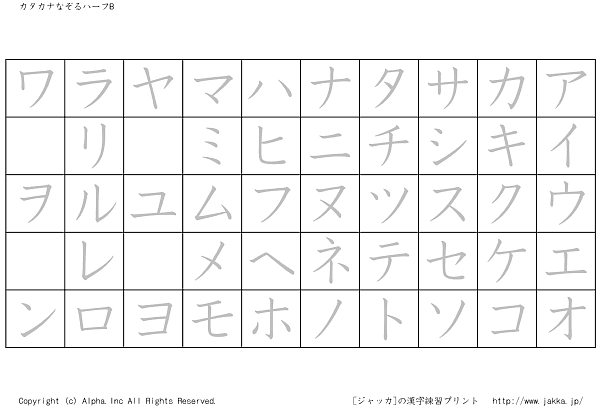 カタカナなぞるハーフB
ワ ラ ヤ マ ハ ナ タ サ カ ア
リ ミ ヒ ニ チ シ キ イ
ヲ ル ユ ム フ ヌ ツ ス ク ウ
レ メ ヘ ネ テ セ ケ エ
ン ロ ヨ モ ホ ノ ト ソ コ オ
Copyright (c) Alpha.Inc All Rights Reserved. [ジャッカ]の漢字練習プリント http://www.jakka.jp/